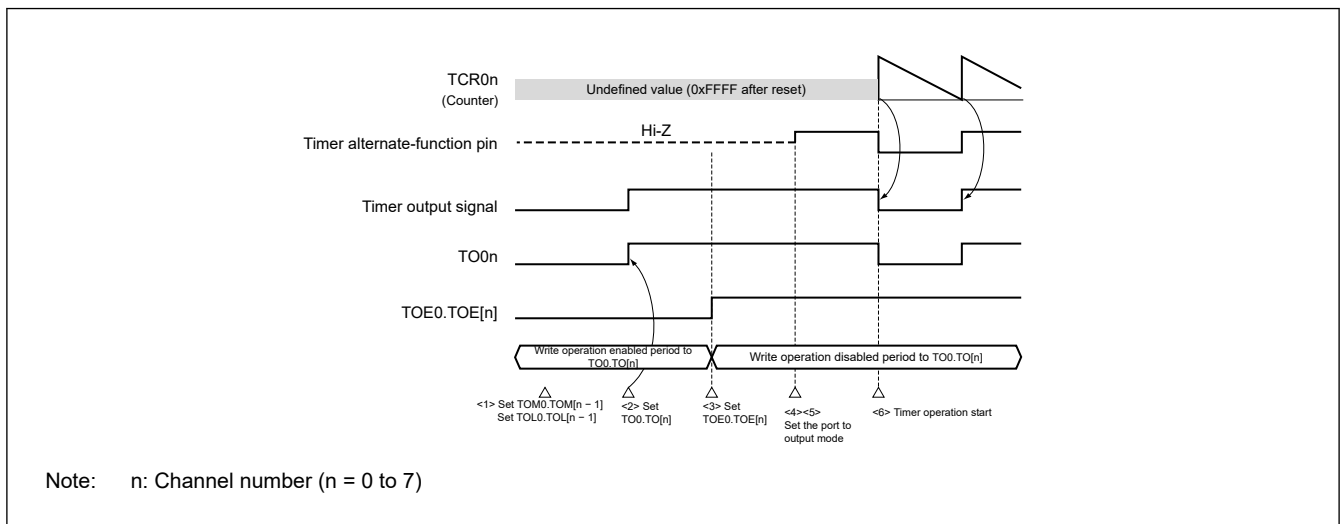 TCR0n
(Counter)
Undefined value (0xFFFF after reset)
Timer alternate-function pin
Hi-Z
Timer output signal
TO0n
TOE0.TOE[n]
Write operation enabled period to
TO0.TO[n]
Write operation disabled period to TO0.TO[n]
<1> Set TOM0.TOM[n − 1]
Set TOL0.TOL[n − 1]
<2> Set
TO0.TO[n]
<3> Set
TOE0.TOE[n]
<4><5>
Set the port to
output mode
<6> Timer operation start
Note: n: Channel number (n = 0 to 7)